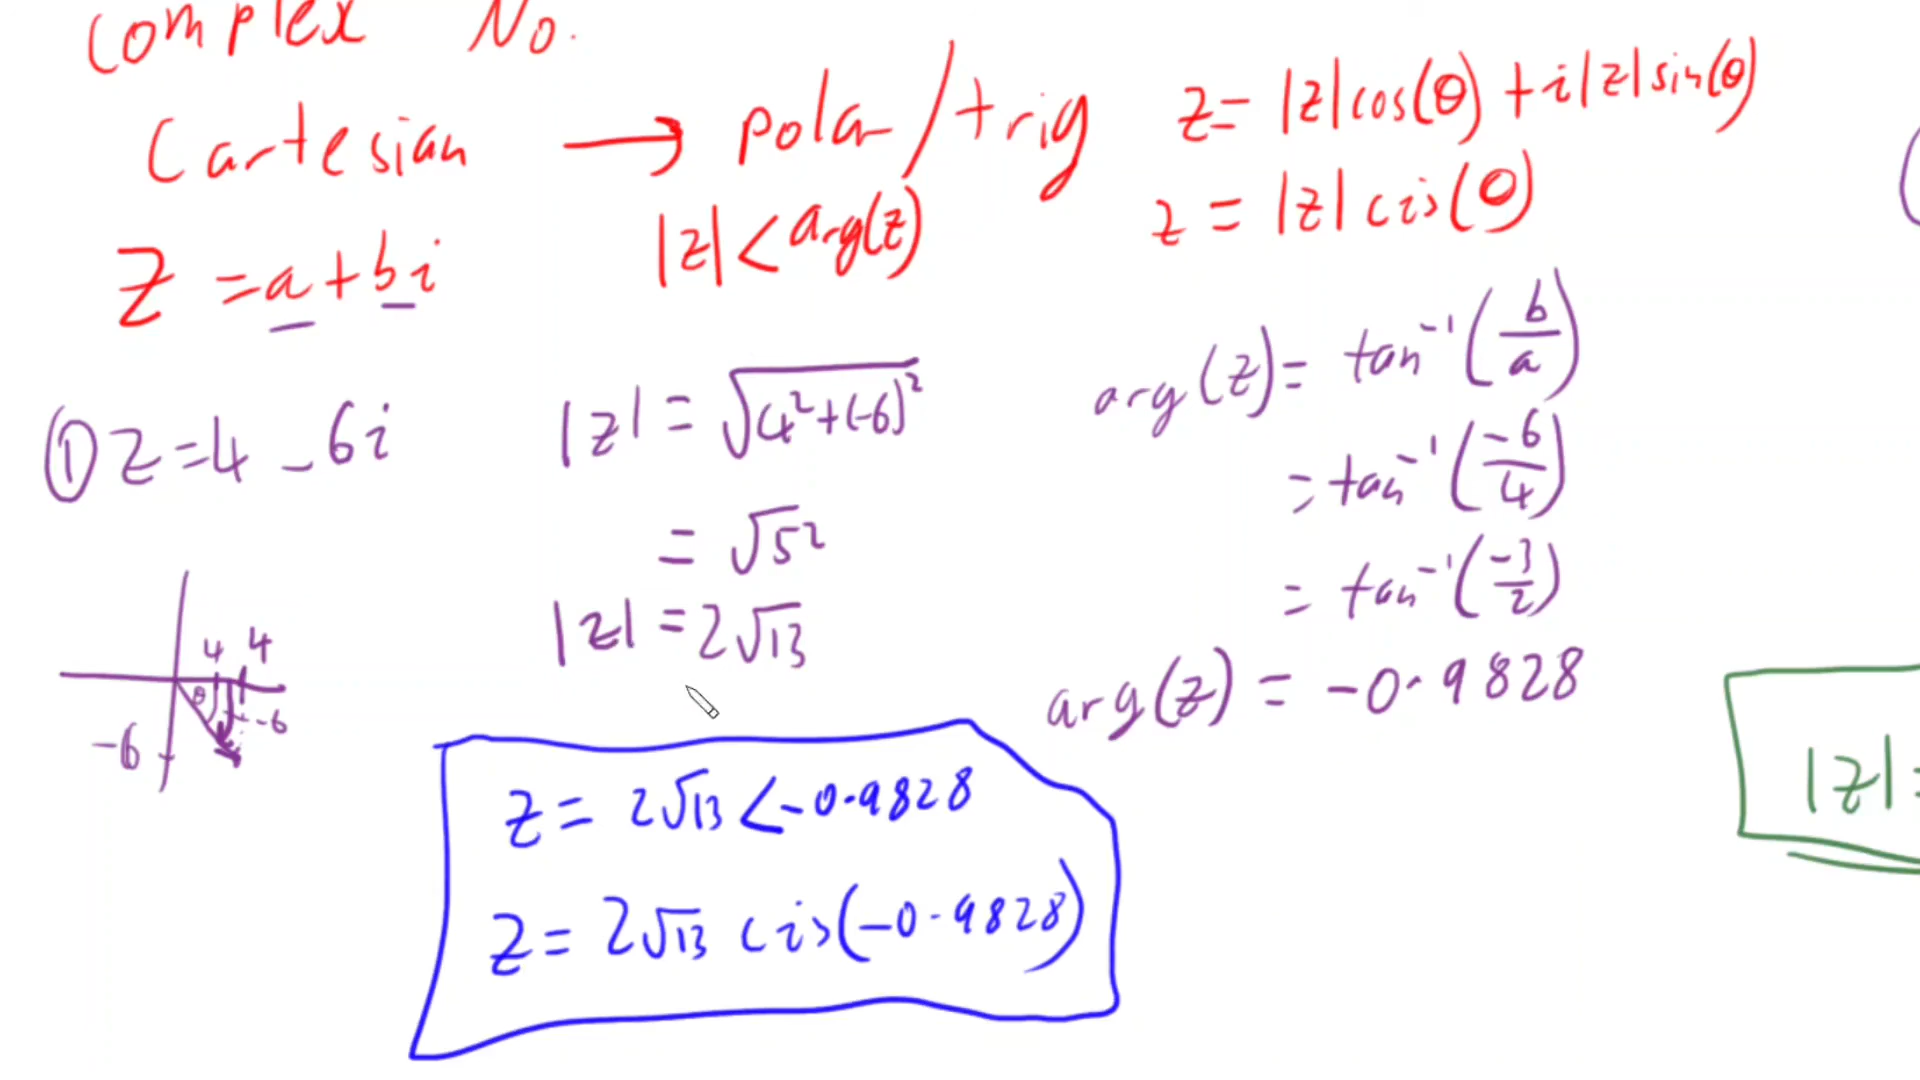 Complex No.
Cartesian → polar/trig
z = |z|cos(θ) + i|z|sin(θ)
|z| < arg(z)
z = |z| cis(θ)
Z = a + bi
① z = 4 - 6i
|z| = √(4² + (-6)²)
= √52
|z| = 2√13
arg(z) = tan⁻¹(b/a)
= tan⁻¹(-6/4)
= tan⁻¹(-3/2)
arg(z) = -0.9828
4 4
θ
-6
-6
z = 2√13 < -0.9828
z = 2√13 cis(-0.9828)
|z| =